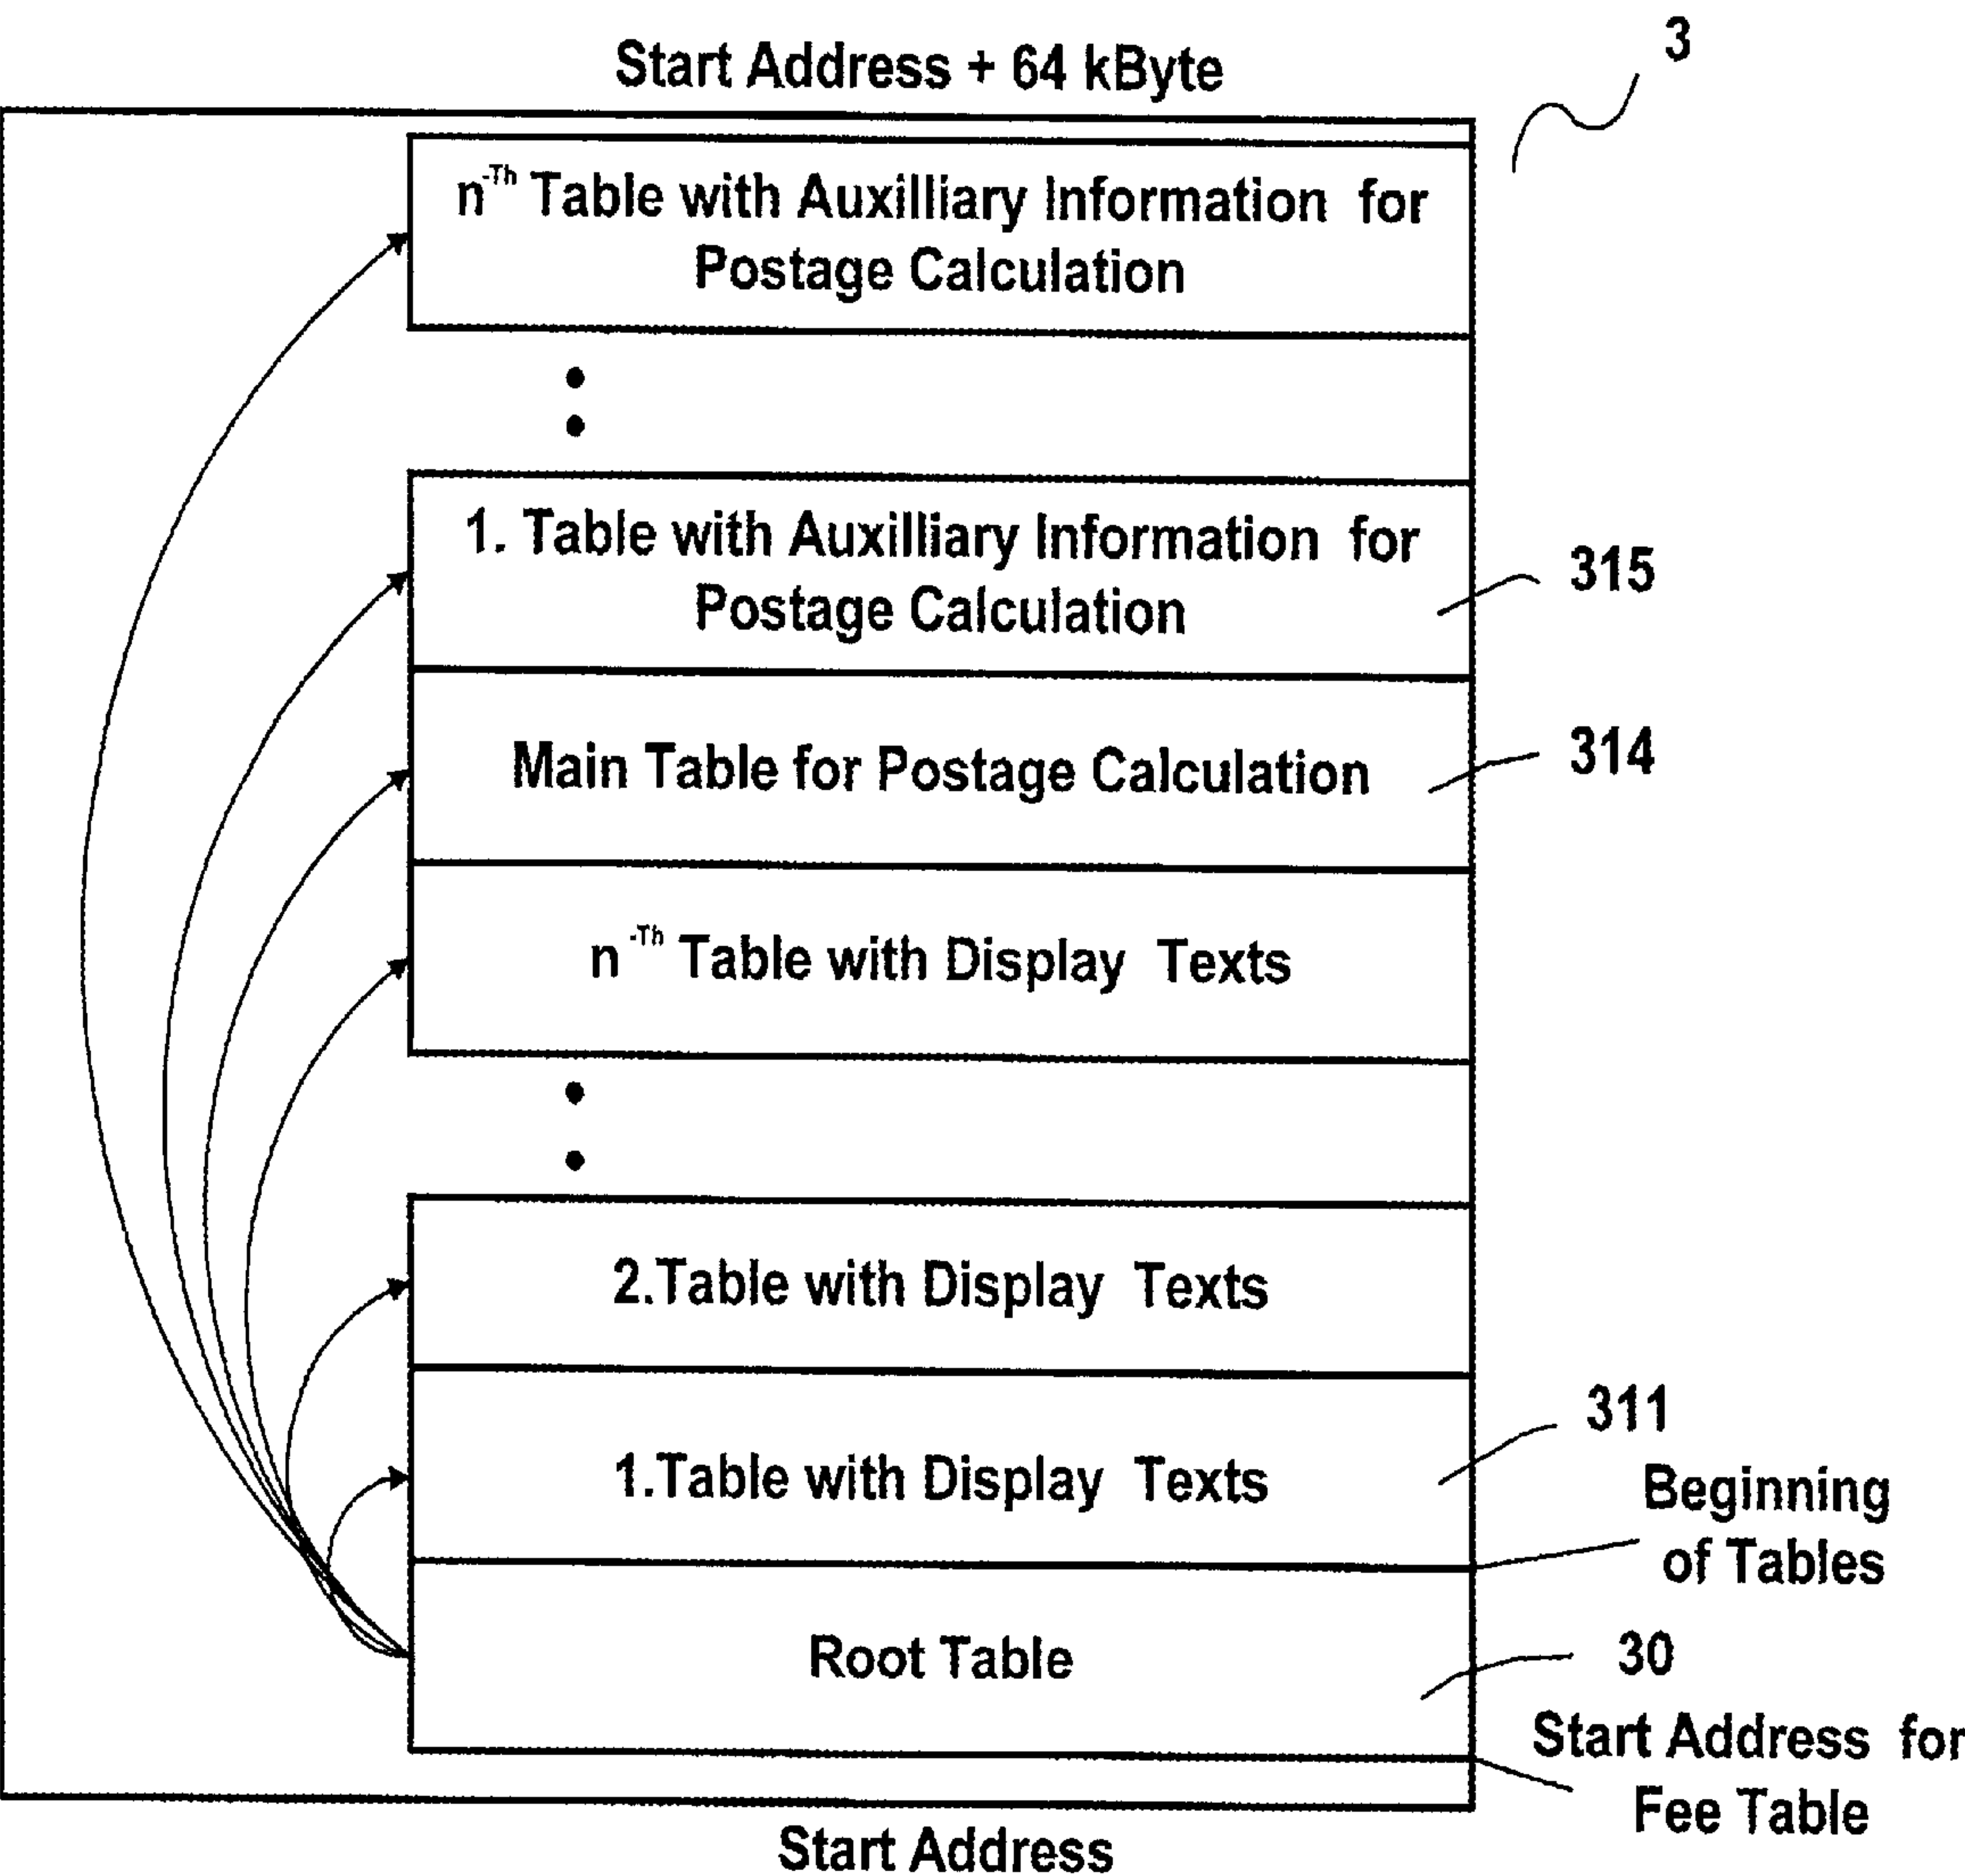 3
Start Address + 64 kByte
n-Th Table with Auxilliary Information for
Postage Calculation
1. Table with Auxilliary Information for
Postage Calculation
315
Main Table for Postage Calculation
314
n-Th Table with Display Texts
2.Table with Display Texts
311
1.Table with Display Texts
Beginning
of Tables
Root Table
30
Start Address for
Fee Table
Start Address